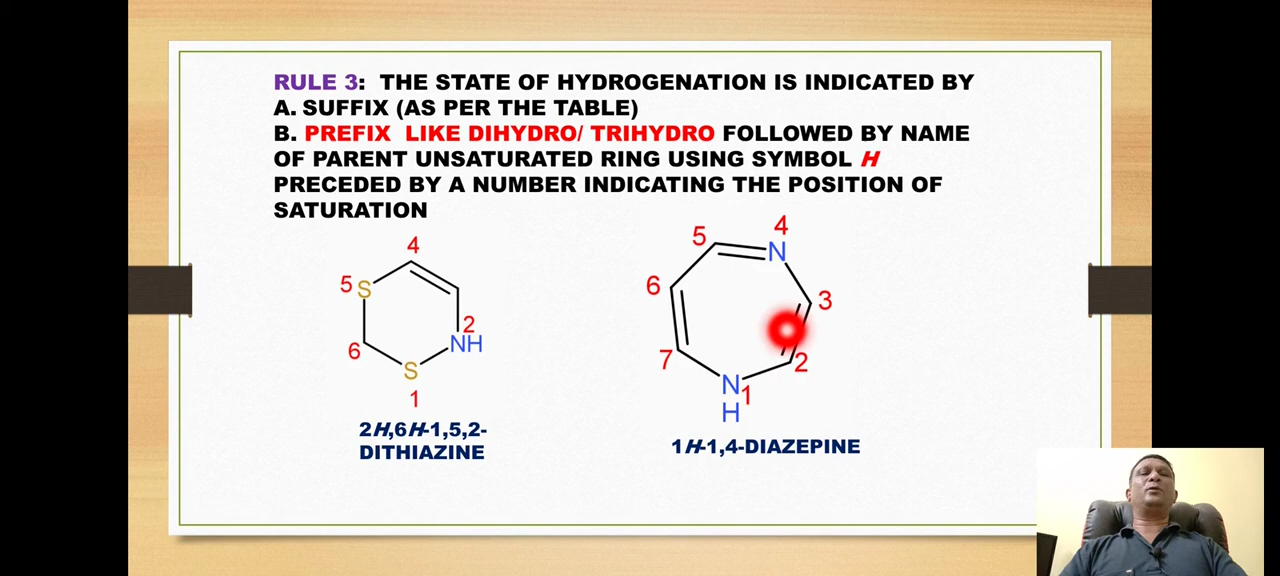 RULE 3: THE STATE OF HYDROGENATION IS INDICATED BY
A. SUFFIX (AS PER THE TABLE)
B. PREFIX LIKE DIHYDRO/ TRIHYDRO FOLLOWED BY NAME
OF PARENT UNSATURATED RING USING SYMBOL H
PRECEDED BY A NUMBER INDICATING THE POSITION OF
SATURATION
4
5 S
2
NH
6
S
1
2H,6H-1,5,2-
DITHIAZINE
4
5 N
6 3
7 2
N 1
H
1H-1,4-DIAZEPINE